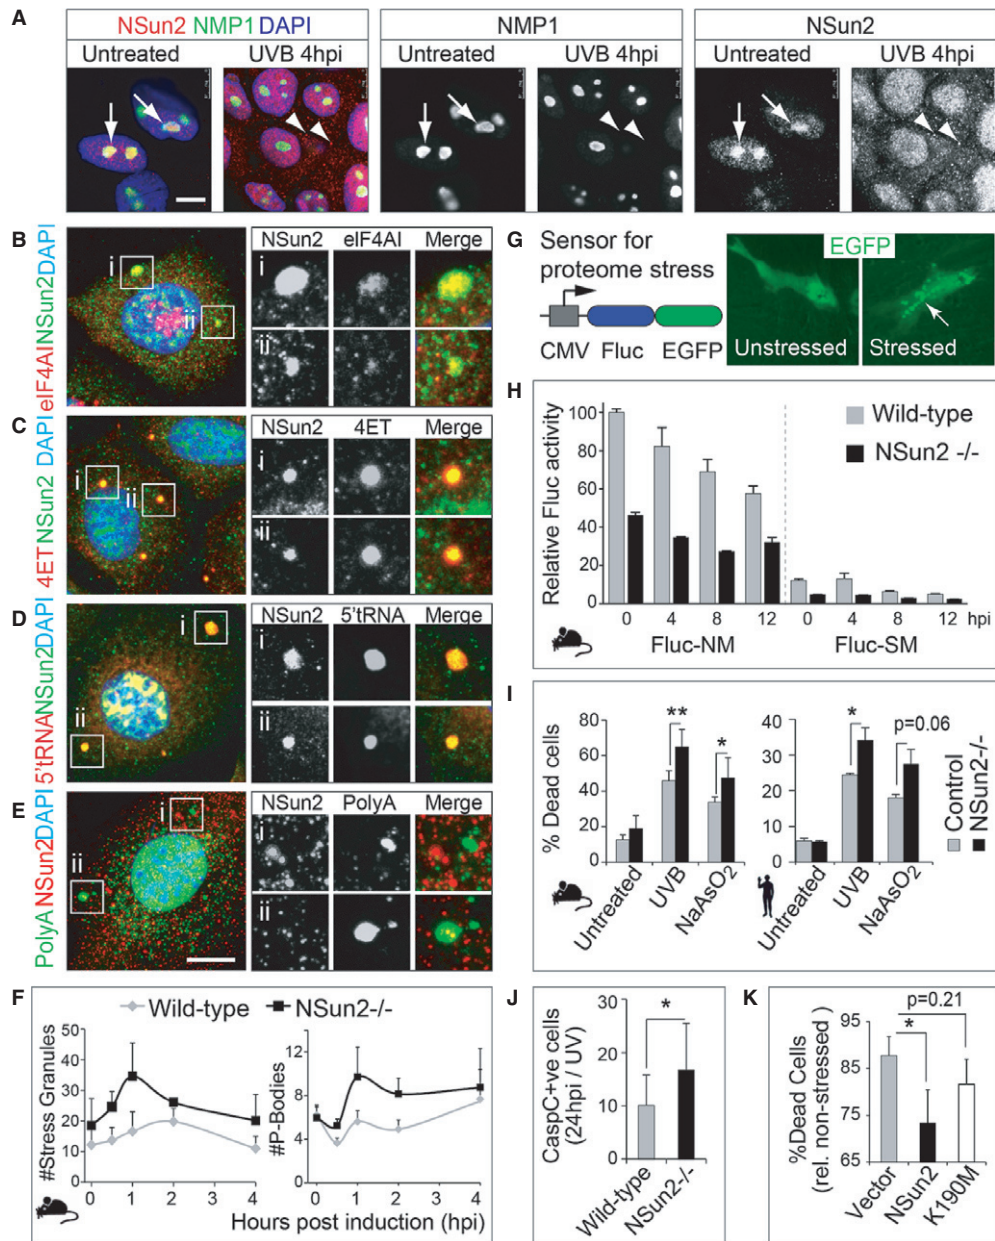 A
NSun2 NMP1 DAPI
Untreated
UVB 4hpi
NMP1
Untreated
UVB 4hpi
NSun2
Untreated
UVB 4hpi
B
eIF4AI NSun2 DAPI
i
ii
NSun2
eIF4AI
Merge
i
ii
C
4ET NSun2 DAPI
i
ii
NSun2
4ET
Merge
i
ii
D
5'tRNA NSun2 DAPI
i
ii
NSun2
5'tRNA
Merge
i
ii
E
PolyA NSun2 DAPI
i
ii
NSun2
PolyA
Merge
i
ii
F
Wild-type
NSun2-/-
#Stress Granules
50
40
30
20
10
0
0
1
2
3
4
#P-Bodies
12
8
4
0
0
1
2
3
4
Hours post induction (hpi)
G
Sensor for
proteome stress
CMV
Fluc
EGFP
EGFP
Unstressed
Stressed
H
Relative Fluc activity
100
80
60
40
20
0
Wild-type
NSun2 -/-
0
4
8
12
0
4
8
12
hpi
Fluc-NM
Fluc-SM
I
% Dead cells
80
60
40
20
0
**
*
Untreated
UVB
NaAsO2
40
30
20
10
0
*
p=0.06
Untreated
UVB
NaAsO2
Control
NSun2-/-
J
CaspC+ve cells
(24hpi / UV)
30
20
10
0
*
Wild-type
NSun2-/-
K
%Dead Cells
(rel. non-stressed)
95
85
75
65
p=0.21
*
Vector
NSun2
K190M